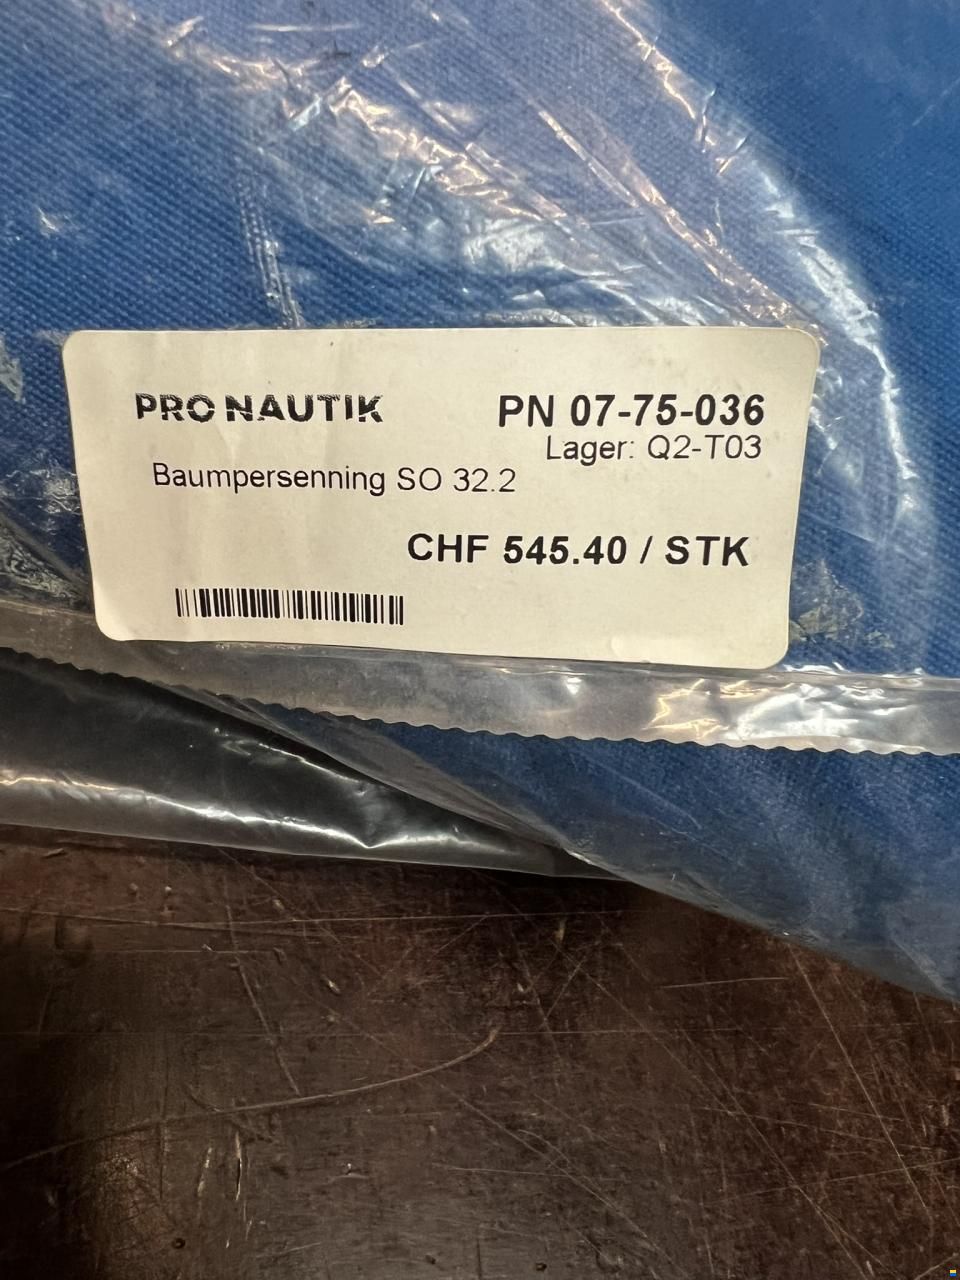 PRO NAUTIK
PN 07-75-036
Lager: Q2-T03
Baumpersenning SO 32.2
CHF 545.40 / STK